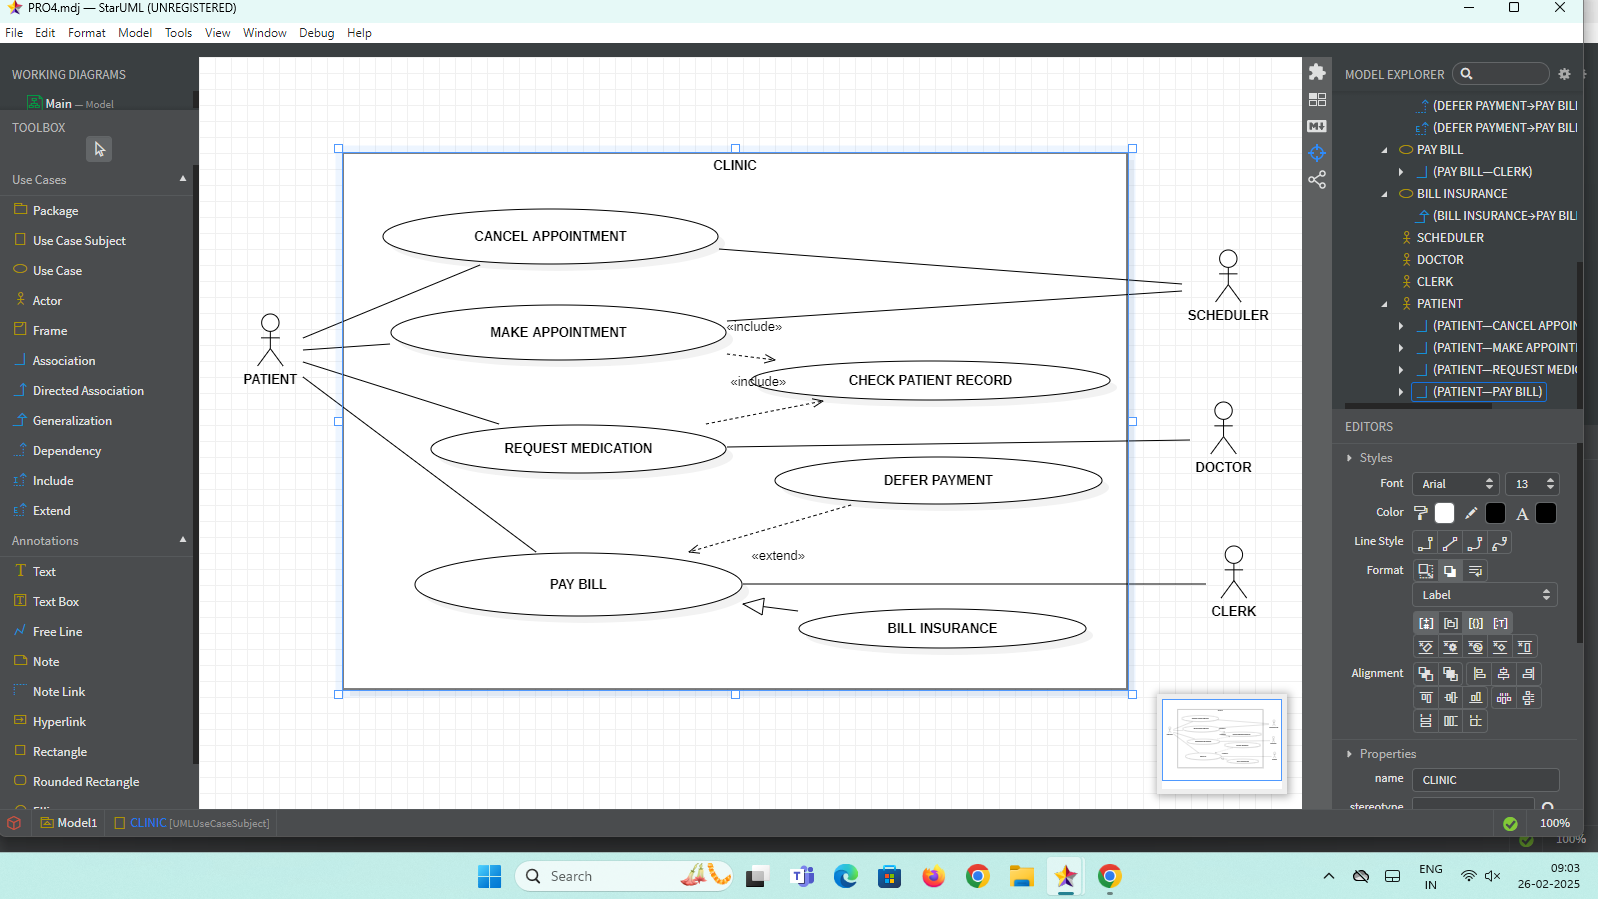 PRO4.mdj — StarUML (UNREGISTERED)
File Edit Format Model Tools View Window Debug Help
WORKING DIAGRAMS
Main — Model
TOOLBOX
Use Cases
Package
Use Case Subject
Use Case
Actor
Frame
Association
Directed Association
Generalization
Dependency
Include
Extend
Annotations
Text
Text Box
Free Line
Note
Note Link
Hyperlink
Rectangle
Rounded Rectangle
CLINIC
CANCEL APPOINTMENT
SCHEDULER
MAKE APPOINTMENT
«include»
PATIENT
«include»
CHECK PATIENT RECORD
REQUEST MEDICATION
DOCTOR
DEFER PAYMENT
«extend»
PAY BILL
CLERK
BILL INSURANCE
MODEL EXPLORER
(DEFER PAYMENT→PAY BILL
(DEFER PAYMENT→PAY BILL
PAY BILL
(PAY BILL—CLERK)
BILL INSURANCE
(BILL INSURANCE→PAY BILL
SCHEDULER
DOCTOR
CLERK
PATIENT
(PATIENT—CANCEL APPOIN
(PATIENT—MAKE APPOINTM
(PATIENT—REQUEST MEDIC
(PATIENT—PAY BILL)
EDITORS
Styles
Font Arial 13
Color A
Line Style
Format
Label
Alignment
Properties
name CLINIC
stereotype
Model1 CLINIC [UMLUseCaseSubject] 100%
100%
Search
ENG
IN
09:03
26-02-2025